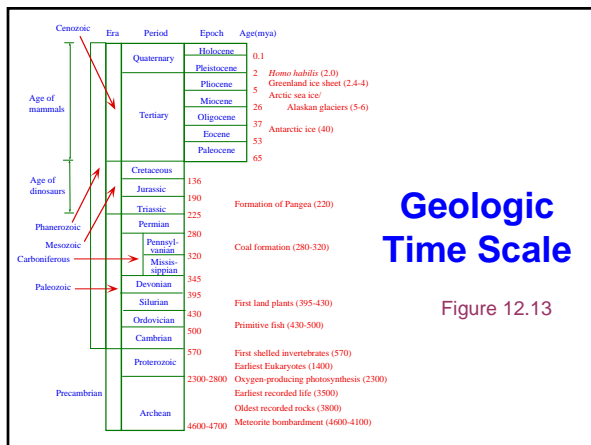 Cenozoic Era Period Epoch Age(mya)
Holocene
Quaternary 0.1
Pleistocene
2 Homo habilis (2.0)
Pliocene Greenland ice sheet (2.4-4)
5 Arctic sea ice/
Age of mammals
Miocene
26 Alaskan glaciers (5-6)
Tertiary Oligocene
37
Antarctic ice (40)
Eocene
53
Paleocene
65
Cretaceous
136
Age of dinosaurs
Jurassic
190
Formation of Pangea (220)
Triassic
225
Phanerozoic
Permian
280
Mesozoic
Pennsyl-
vanian
Coal formation (280-320)
Carboniferous
320
Missis-
sippian
345
Paleozoic
Devonian
395
Silurian First land plants (395-430)
430
Ordovician Primitive fish (430-500)
500
Cambrian
570 First shelled invertebrates (570)
Proterozoic Earliest Eukaryotes (1400)
2300-2800 Oxygen-producing photosynthesis (2300)
Precambrian
Earliest recorded life (3500)
Oldest recorded rocks (3800)
Archean
4600-4700 Meteorite bombardment (4600-4100)
Geologic
Time Scale
Figure 12.13